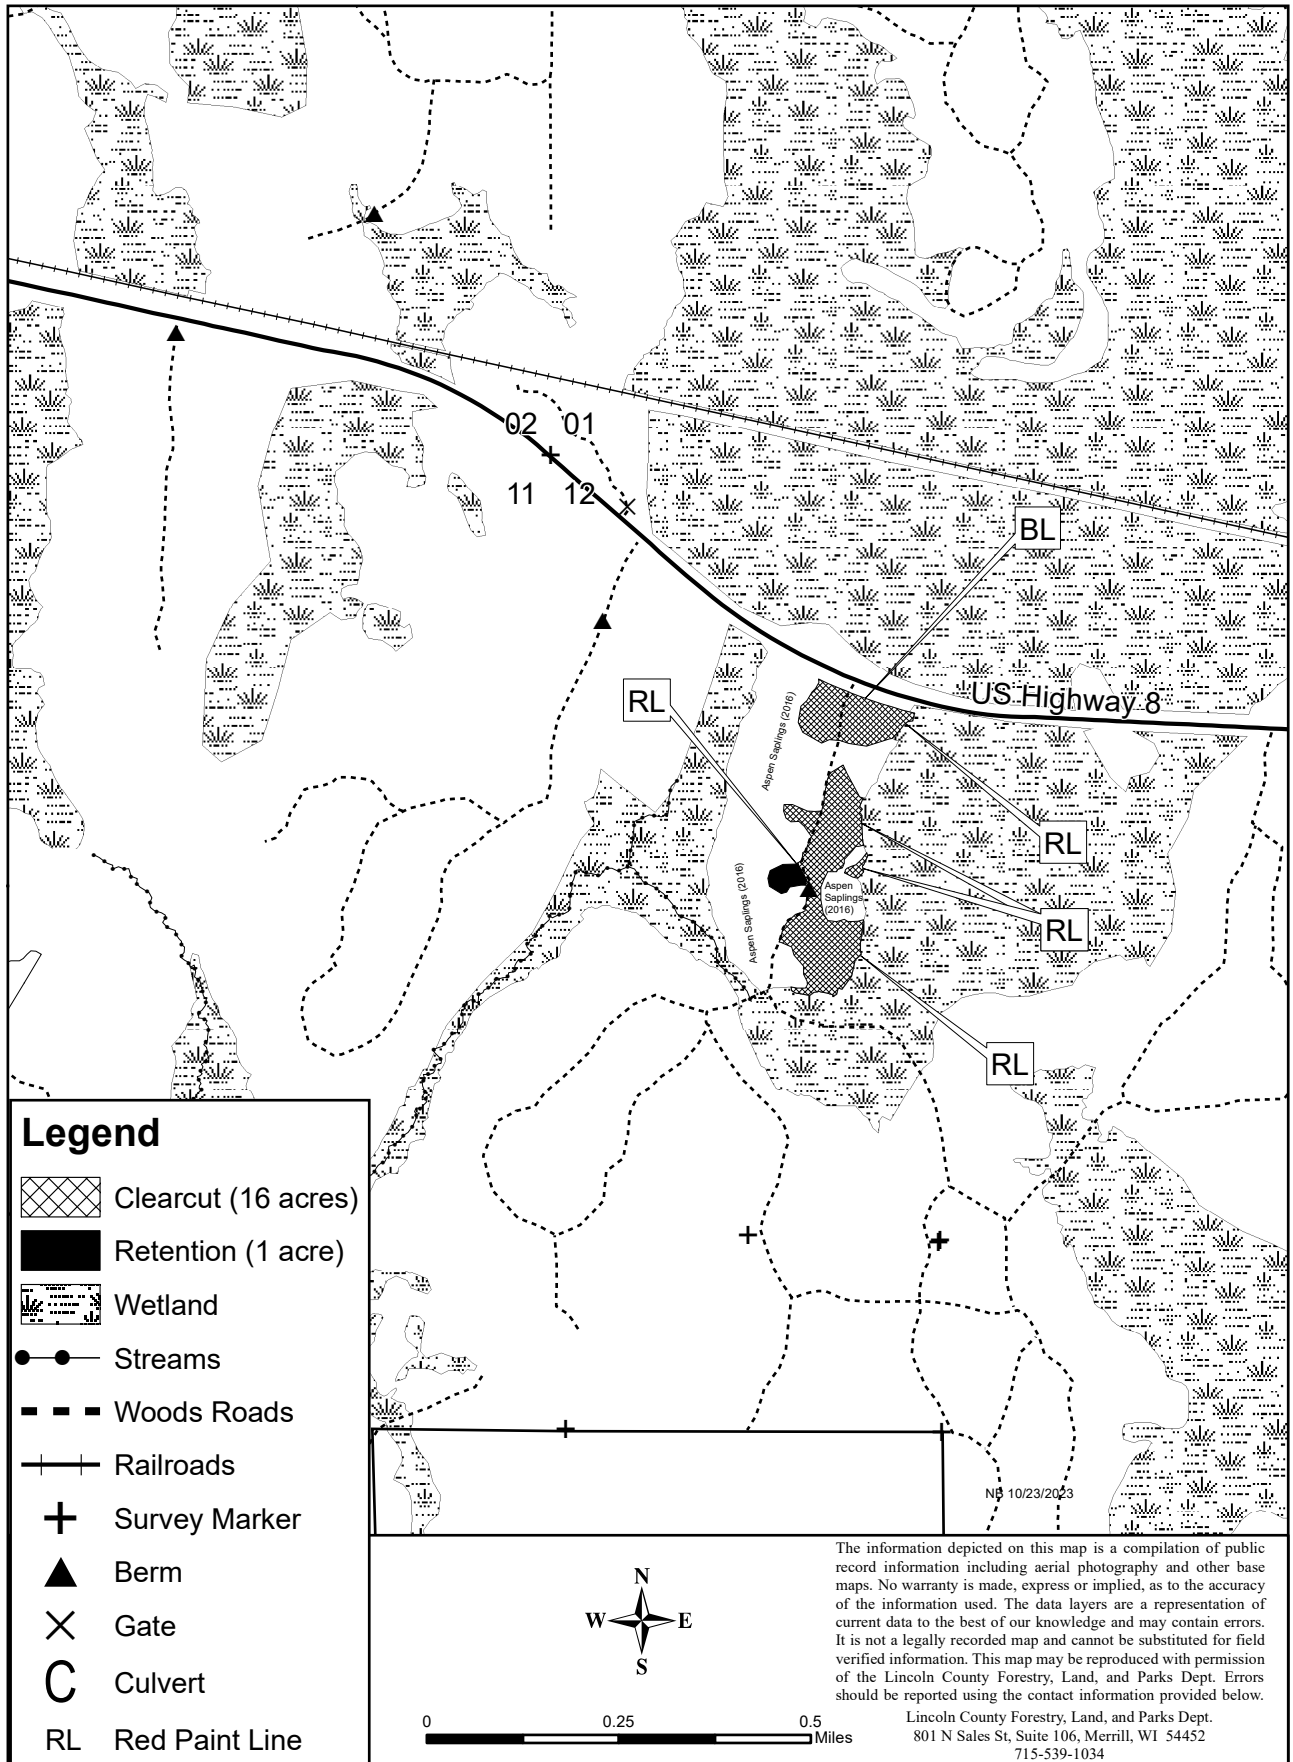 02 01
11 12
BL
US Highway 8
RL
Aspen Saplings (2016)
RL
Aspen Saplings (2016)
Aspen
Saplings
(2016)
RL
RL
NB 10/23/2023
Legend
Clearcut (16 acres)
Retention (1 acre)
Wetland
Streams
Woods Roads
Railroads
Survey Marker
Berm
Gate
C Culvert
RL Red Paint Line
N
W E
S
0 0.25 0.5
Miles
The information depicted on this map is a compilation of public
record information including aerial photography and other base
maps. No warranty is made, express or implied, as to the accuracy
of the information used. The data layers are a representation of
current data to the best of our knowledge and may contain errors.
It is not a legally recorded map and cannot be substituted for field
verified information. This map may be reproduced with permission
of the Lincoln County Forestry, Land, and Parks Dept. Errors
should be reported using the contact information provided below.
Lincoln County Forestry, Land, and Parks Dept.
801 N Sales St, Suite 106, Merrill, WI 54452
715-539-1034